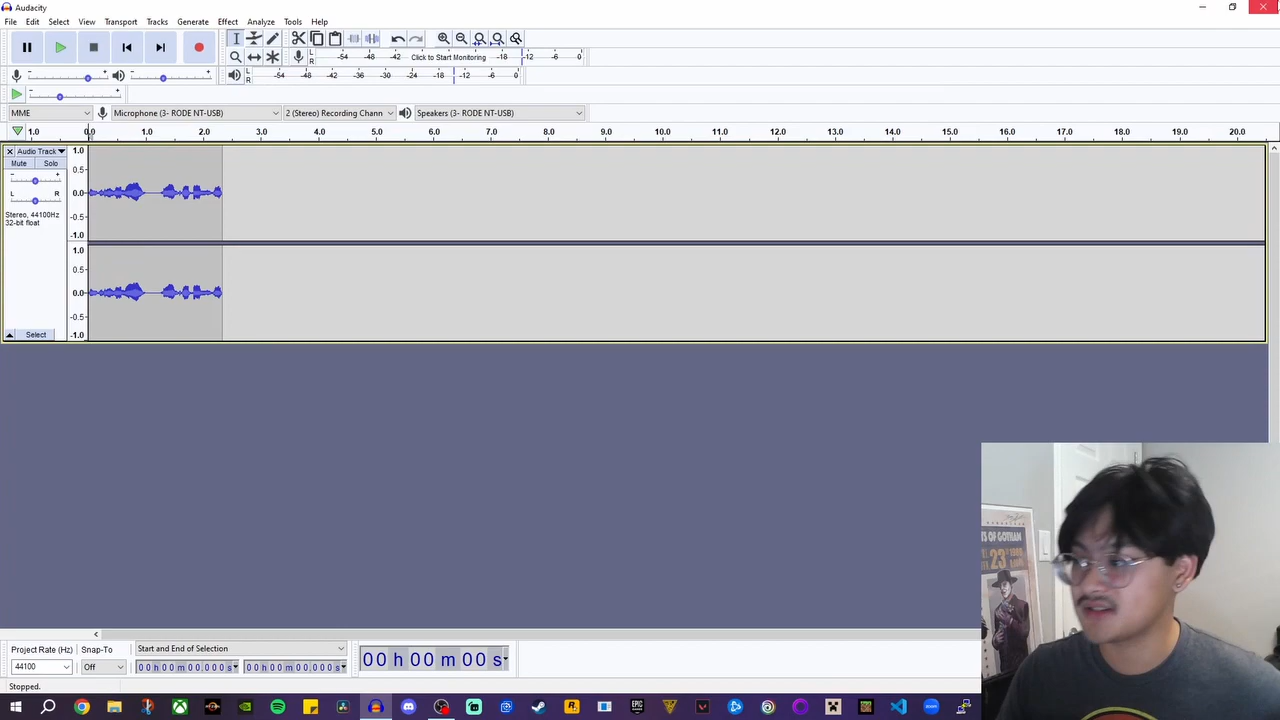 Audacity
File Edit Select View Transport Tracks Generate Effect Analyze Tools Help
L R -54 -48 -42 Click to Start Monitoring -18 -12 -6 0
L R -54 -48 -42 -36 -30 -24 -18 -12 -6 0
MME Microphone (3- RODE NT-USB) 2 (Stereo) Recording Chann Speakers (3- RODE NT-USB)
1.0 0.0 1.0 2.0 3.0 4.0 5.0 6.0 7.0 8.0 9.0 10.0 11.0 12.0 13.0 14.0 15.0 16.0 17.0 18.0 19.0 20.0
Audio Track 1.0
Mute Solo 0.5
- +
L R 0.0
Stereo, 44100Hz -0.5
32-bit float
-1.0
1.0
0.5
0.0
-0.5
Select -1.0
TS OF GOTHAM
23
Project Rate (Hz) Snap-To Start and End of Selection
44100 Off 00 h 00 m 00.000 s 00 h 00 m 00.000 s 00 h 00 m 00 s
Stopped.